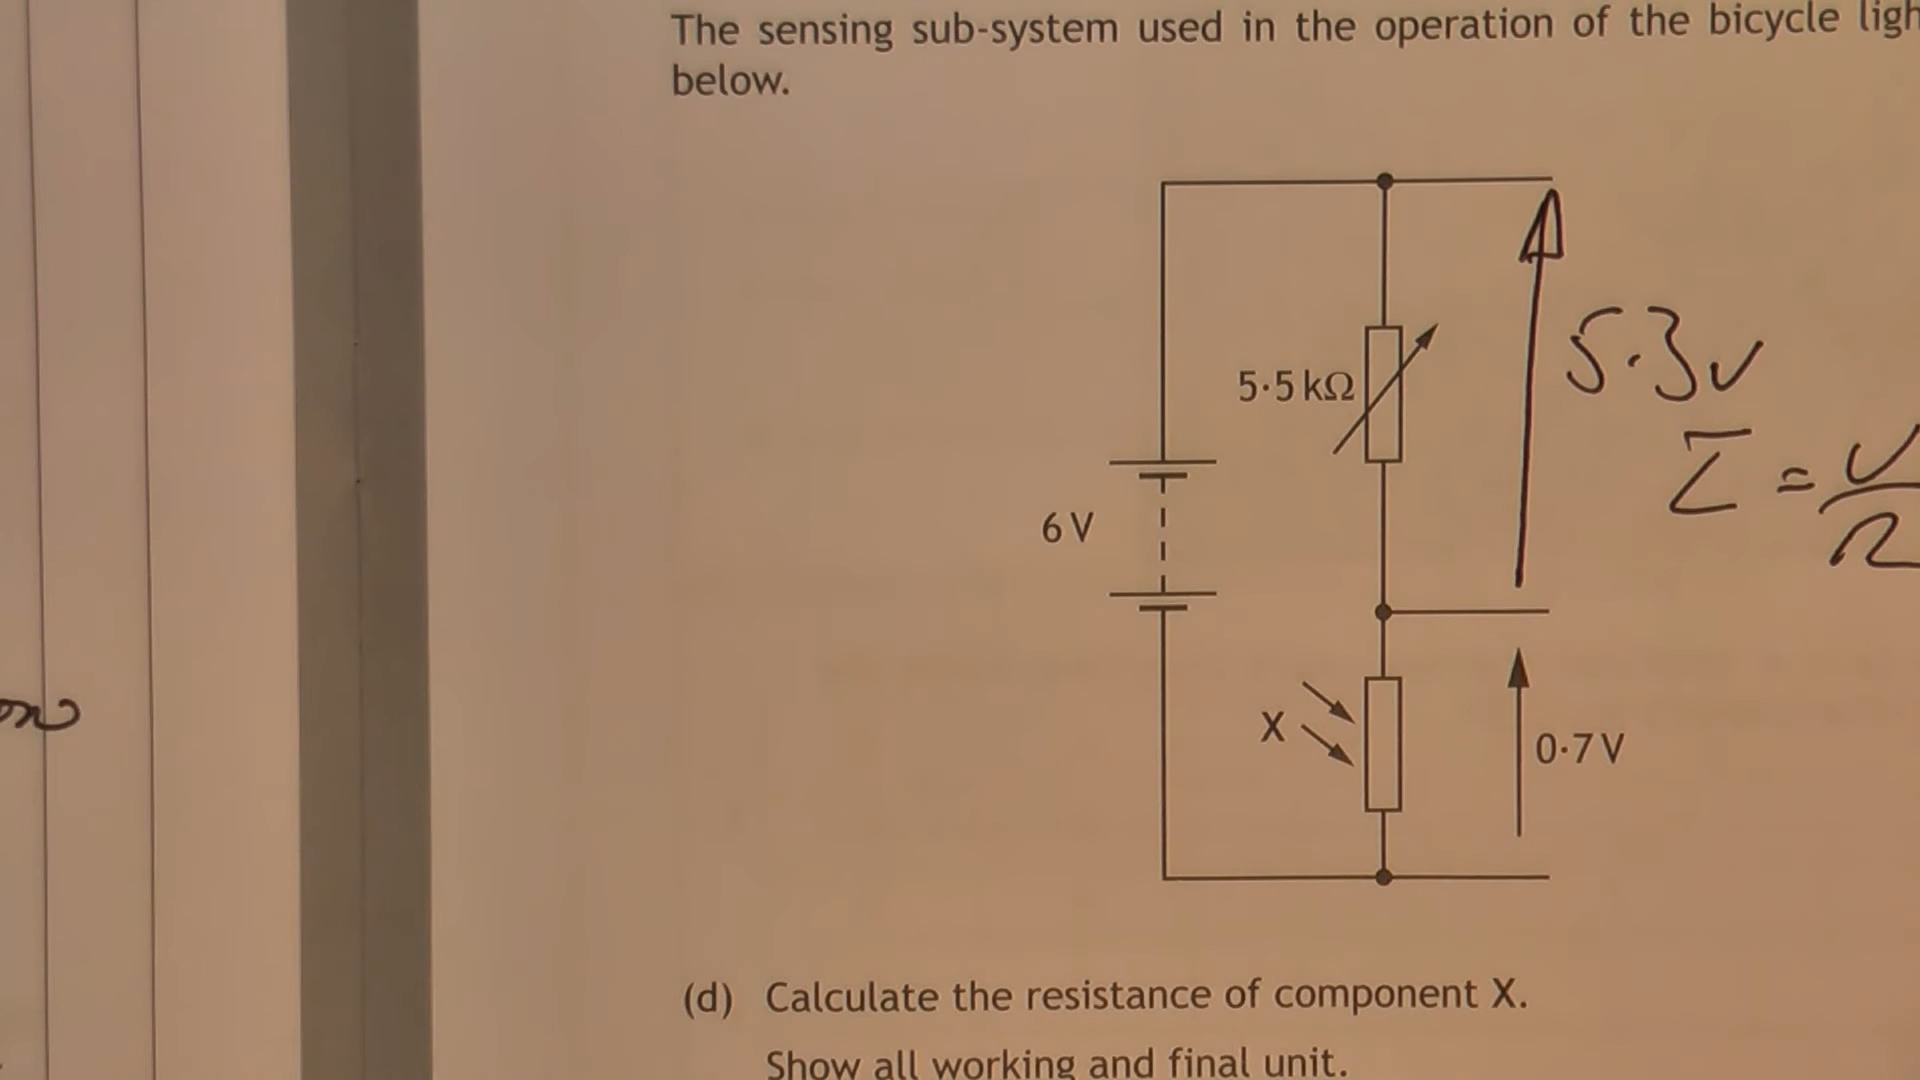 The sensing sub-system used in the operation of the bicycle
below.
5.3V
5·5 kΩ
I = V/R
6 V
X
0·7 V
(d) Calculate the resistance of component X.
Show all working and final unit.